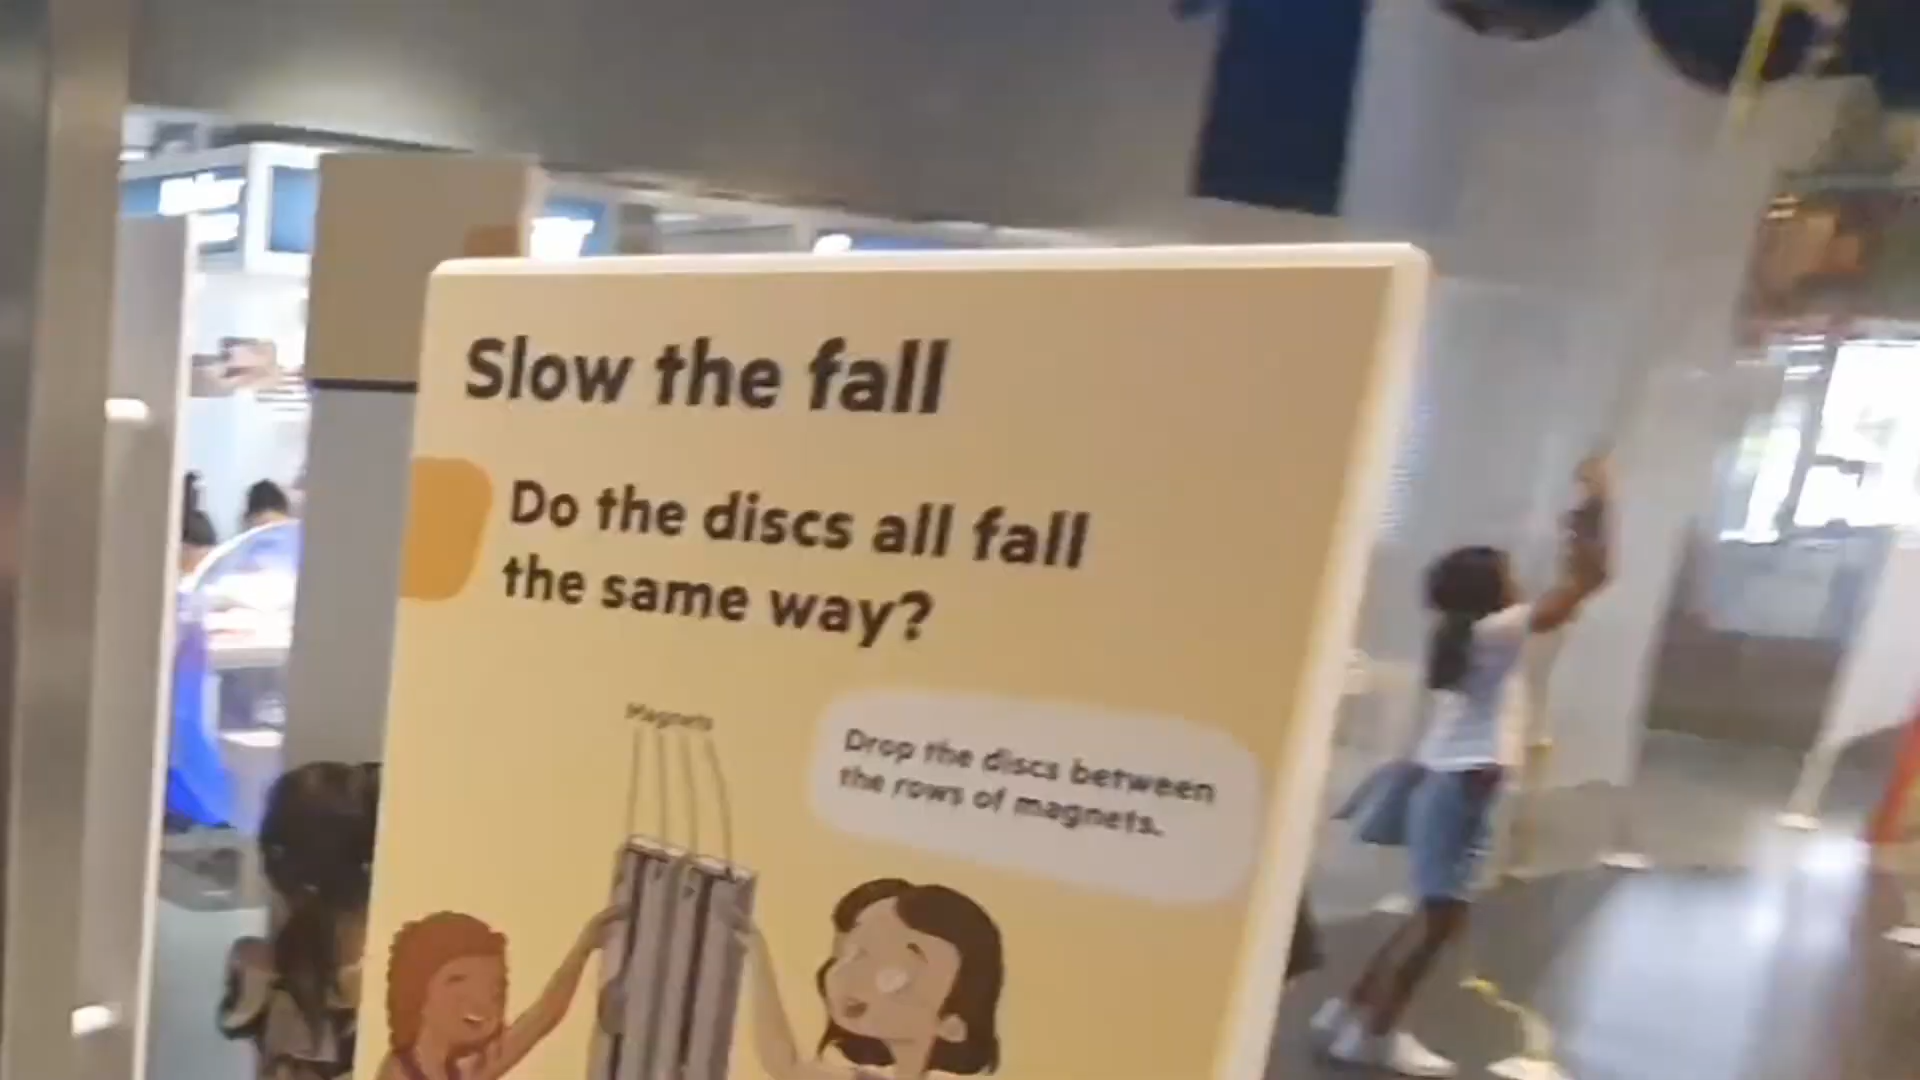 Slow the fall
Do the discs all fall
the same way?
Magnets
Drop the discs between
the rows of magnets.